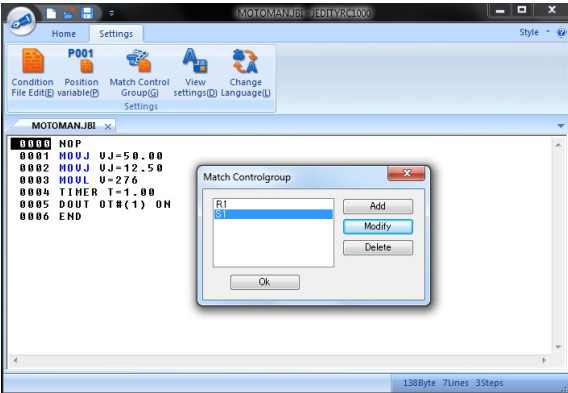 MOTOMAN.JBI - JEDITYRC1000
Home Settings Style
P001
Condition File Edit(E)
Position variable(P)
Match Control Group(G)
View settings(D)
Change Language(L)
Settings
MOTOMAN.JBI
0000 NOP
0001 MOVJ VJ=50.00
0002 MOVJ VJ=12.50
0003 MOVL V=276
0004 TIMER T=1.00
0005 DOUT OT#(1) ON
0006 END
Match Controlgroup
R1
S1
Add
Modify
Delete
Ok
138Byte 7Lines 3Steps